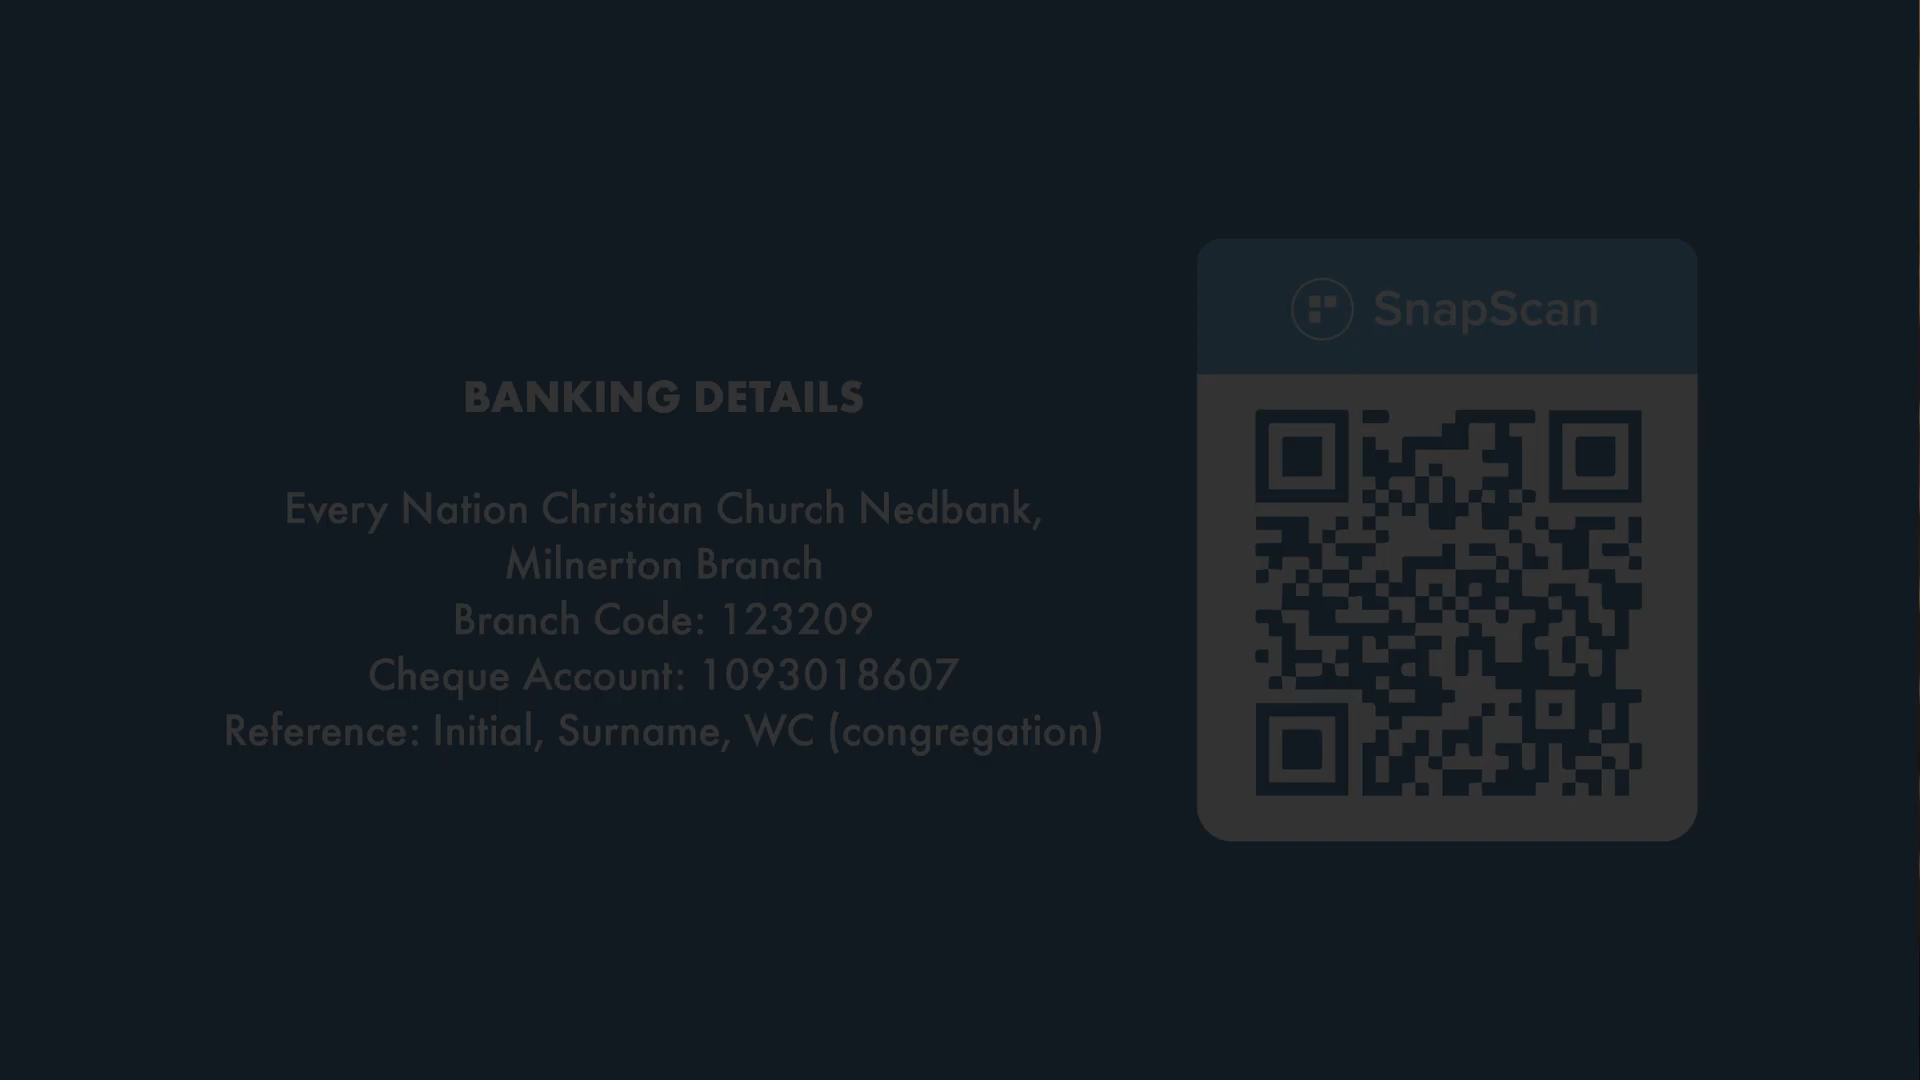 BANKING DETAILS
Every Nation Christian Church Nedbank,
Milnerton Branch
Branch Code: 123209
Cheque Account: 1093018607
Reference: Initial, Surname, WC (congregation)
SnapScan